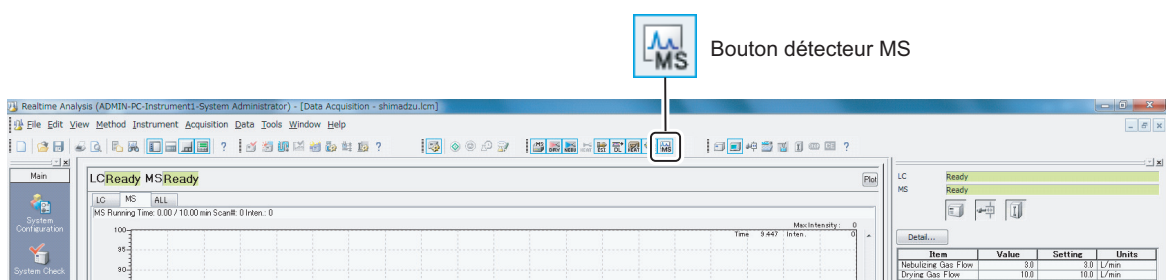 MS
Bouton détecteur MS
Realtime Analysis (ADMIN-PC-Instrument1-System Administrator) - [Data Acquisition - shimadzu.lcm]
File Edit View Method Instrument Acquisition Data Tools Window Help
MS
Main
System Configuration
System Check
LCReady MSReady
Plot
LC MS ALL
MS Running Time: 0.00 / 10.00 min Scan#: 0 Inten.: 0
Max Intensity: 0
Time 9.447 Inten. 0
100
95
90
LC Ready
MS Ready
Detail...
Item Value Setting Units
Nebulizing Gas Flow 3.0 3.0 L/min
Drying Gas Flow 10.0 10.0 L/min